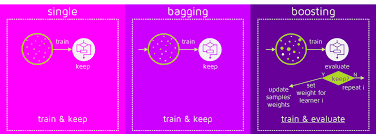 single
train
keep
train & keep
bagging
train
keep
train & keep
boosting
train
evaluate
Y
keep?
N
update
samples'
weights
set
weight for
learner i
repeat i
train & evaluate